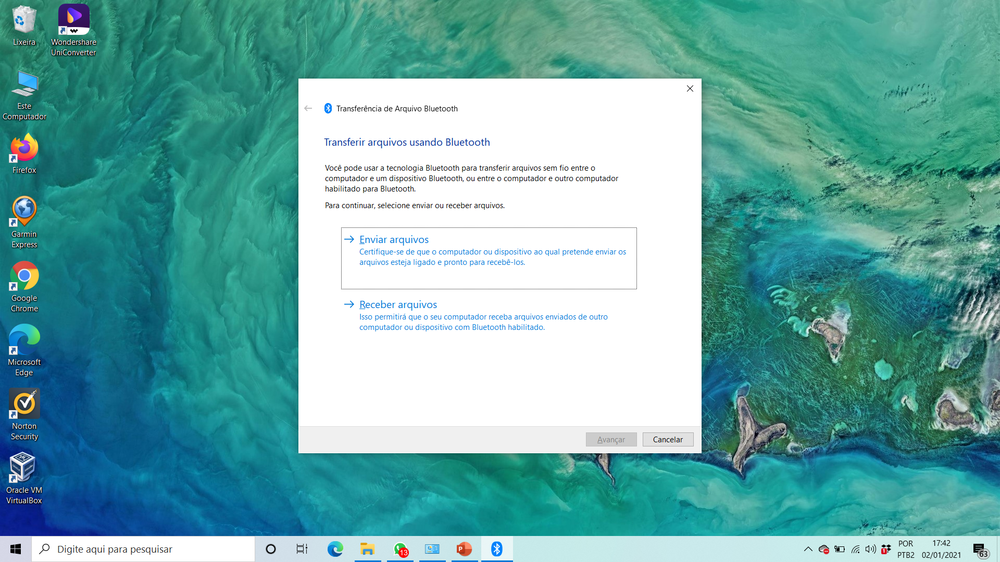 Lixeira
Wondershare
UniConverter
Este
Computador
Firefox
Garmin
Express
Google
Chrome
Microsoft
Edge
Norton
Security
Oracle VM
VirtualBox
Transferência de Arquivo Bluetooth
Transferir arquivos usando Bluetooth
Você pode usar a tecnologia Bluetooth para transferir arquivos sem fio entre o
computador e um dispositivo Bluetooth, ou entre o computador e outro computador
habilitado para Bluetooth.
Para continuar, selecione enviar ou receber arquivos.
Enviar arquivos
Certifique-se de que o computador ou dispositivo ao qual pretende enviar os
arquivos esteja ligado e pronto para recebê-los.
Receber arquivos
Isso permitirá que o seu computador receba arquivos enviados de outro
computador ou dispositivo com Bluetooth habilitado.
Avançar
Cancelar
Digite aqui para pesquisar
13
P
1
POR
PTB2
17:42
02/01/2021
63